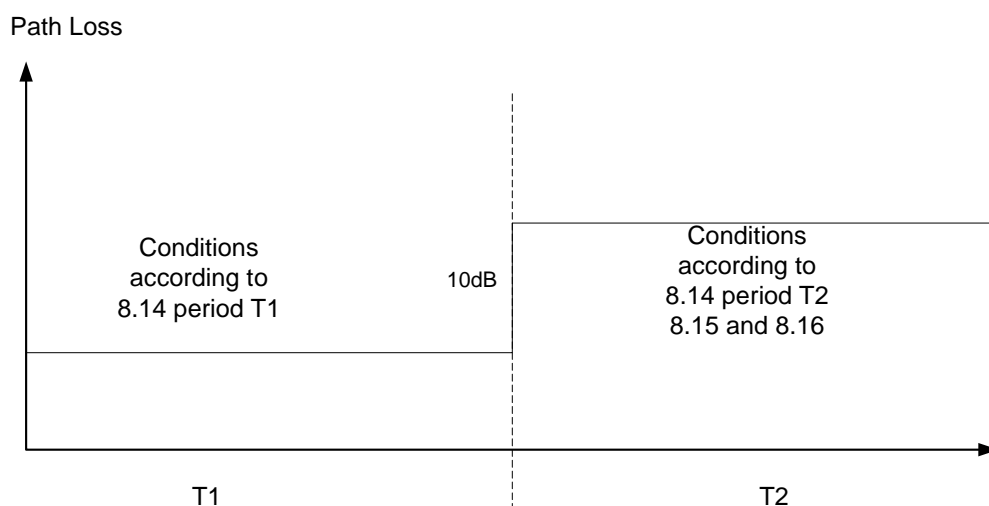 Path Loss
Conditions
according to
8.14 period T1
10dB
Conditions
according to
8.14 period T2
8.15 and 8.16
T1
T2